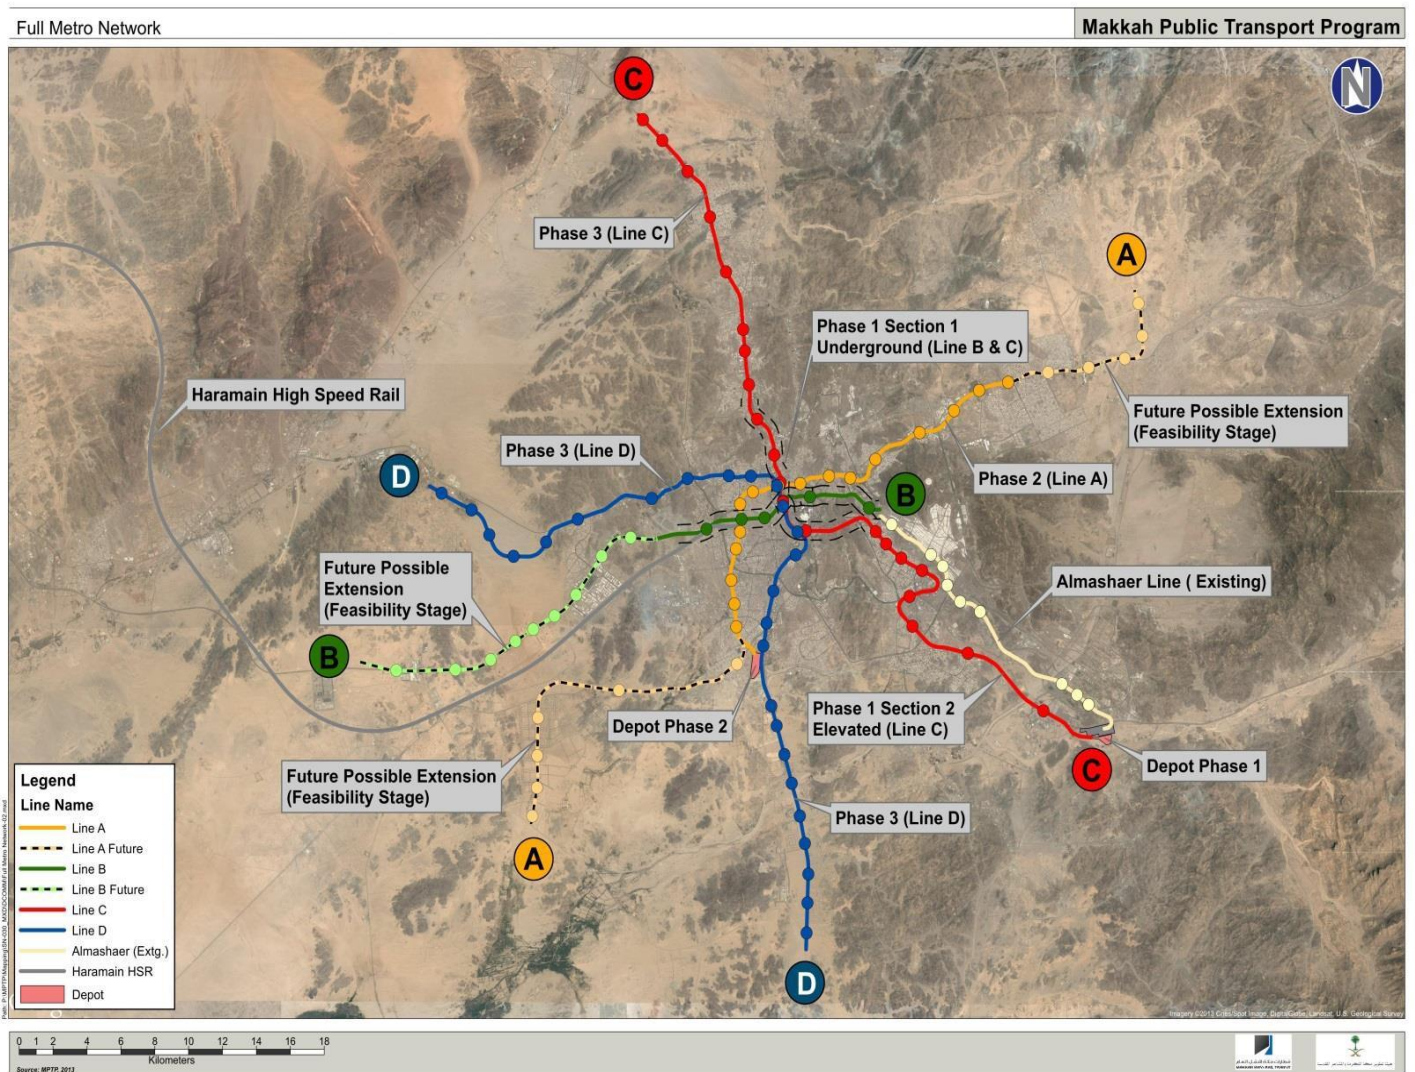 Full Metro Network
Makkah Public Transport Program
C
N
Phase 3 (Line C)
A
Phase 1 Section 1
Underground (Line B & C)
Haramain High Speed Rail
Future Possible Extension
(Feasibility Stage)
Phase 3 (Line D)
D
Phase 2 (Line A)
B
Future Possible
Extension
(Feasibility Stage)
Almashaer Line ( Existing)
B
Phase 1 Section 2
Elevated (Line C)
Depot Phase 2
Future Possible Extension
(Feasibility Stage)
C
Depot Phase 1
Phase 3 (Line D)
A
D
Legend
Line Name
Line A
Line A Future
Line B
Line B Future
Line C
Line D
Almashaer (Extg.)
Haramain HSR
Depot
0 1 2 4 6 8 10 12 14 16 18
Kilometers
Source: MPTP, 2013